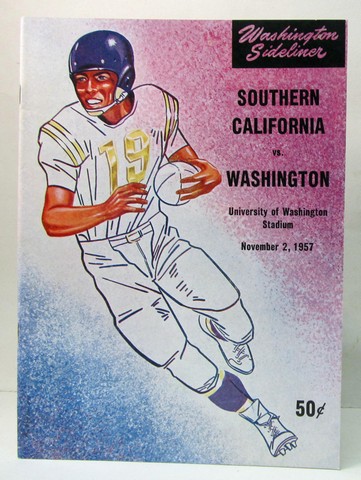 Washington
Sideliner
SOUTHERN
CALIFORNIA
vs.
WASHINGTON
University of Washington
Stadium
November 2, 1957
19
50¢